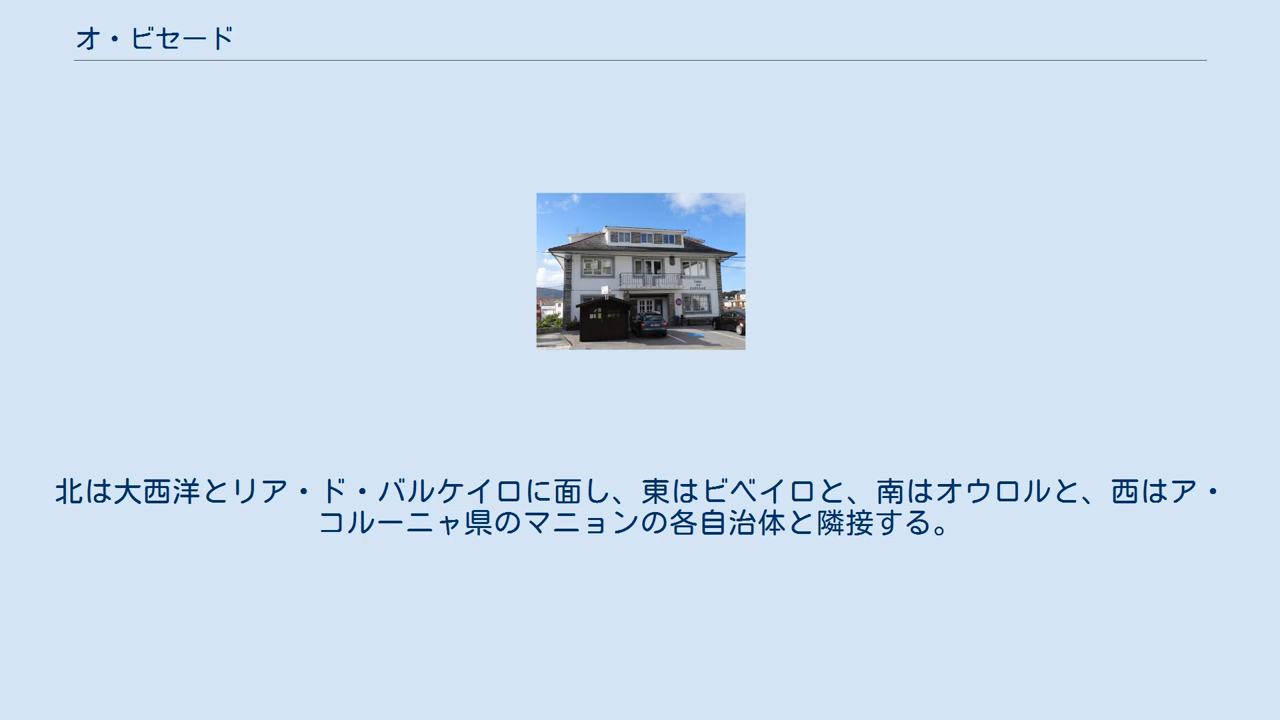 オ・ビセード
北は大西洋とリア・ド・バルケイロに面し、東はビベイロと、南はオウロルと、西はア・
コルーニャ県のマニョンの各自治体と隣接する。